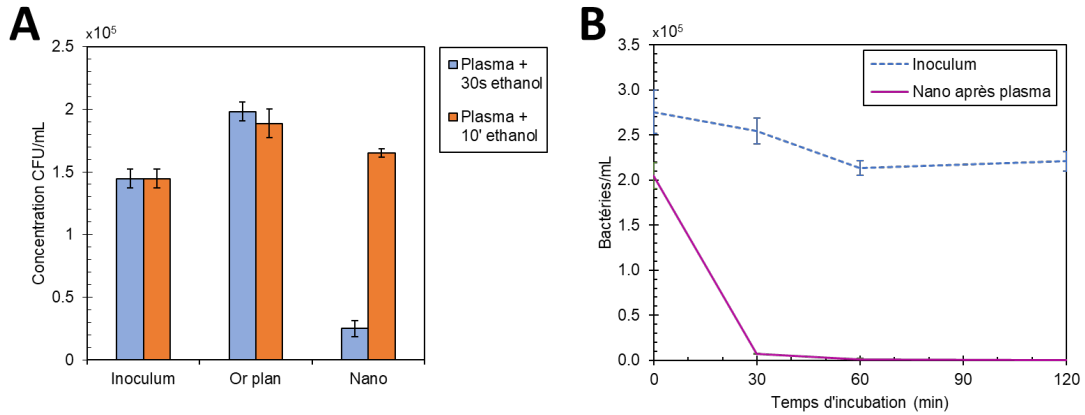 A
x10⁵
Concentration CFU/mL
2.5
2
1.5
1
0.5
0
Inoculum
Or plan
Nano
Plasma +
30s ethanol
Plasma +
10' ethanol
B
x10⁵
Bactéries/mL
3.5
3.0
2.5
2.0
1.5
1.0
0.5
0.0
0
30
60
90
120
Temps d'incubation (min)
Inoculum
Nano après plasma